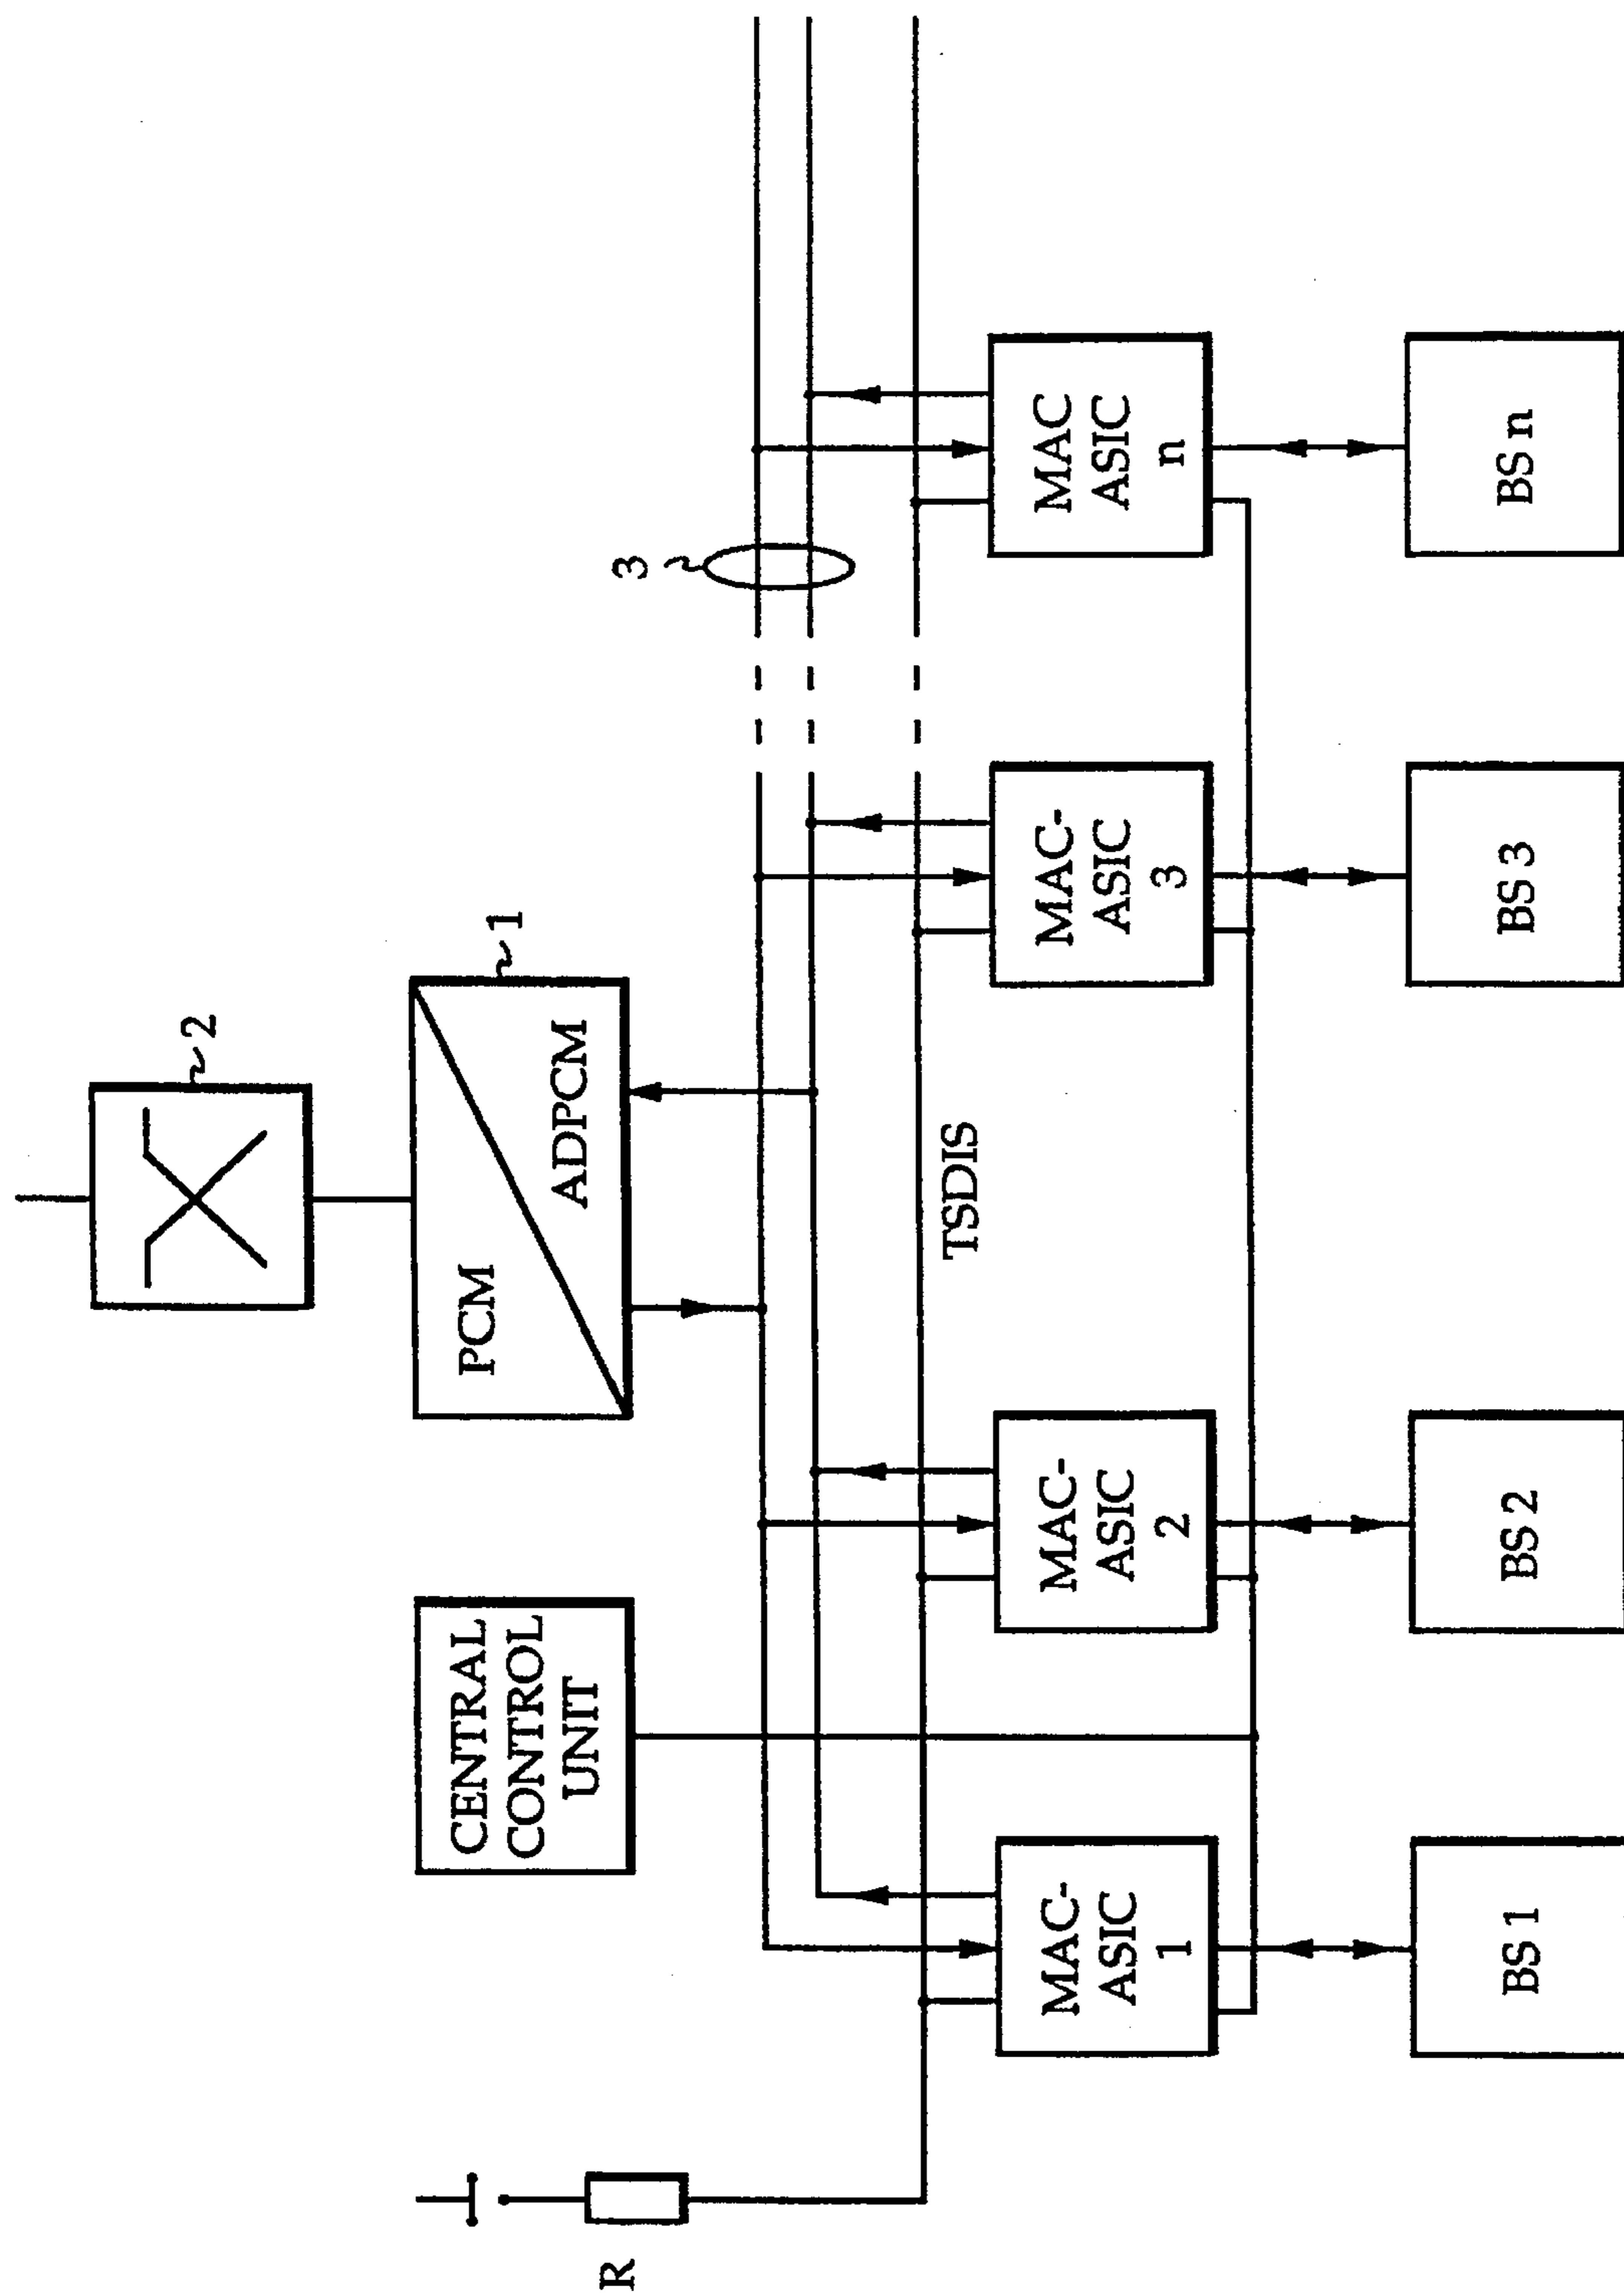 2
PCM
ADPCM
1
CENTRAL
CONTROL
UNIT
3
R
TSDIS
MAC-
ASIC
1
MAC-
ASIC
2
MAC-
ASIC
3
MAC
ASIC
n
BS 1
BS 2
BS 3
BS n